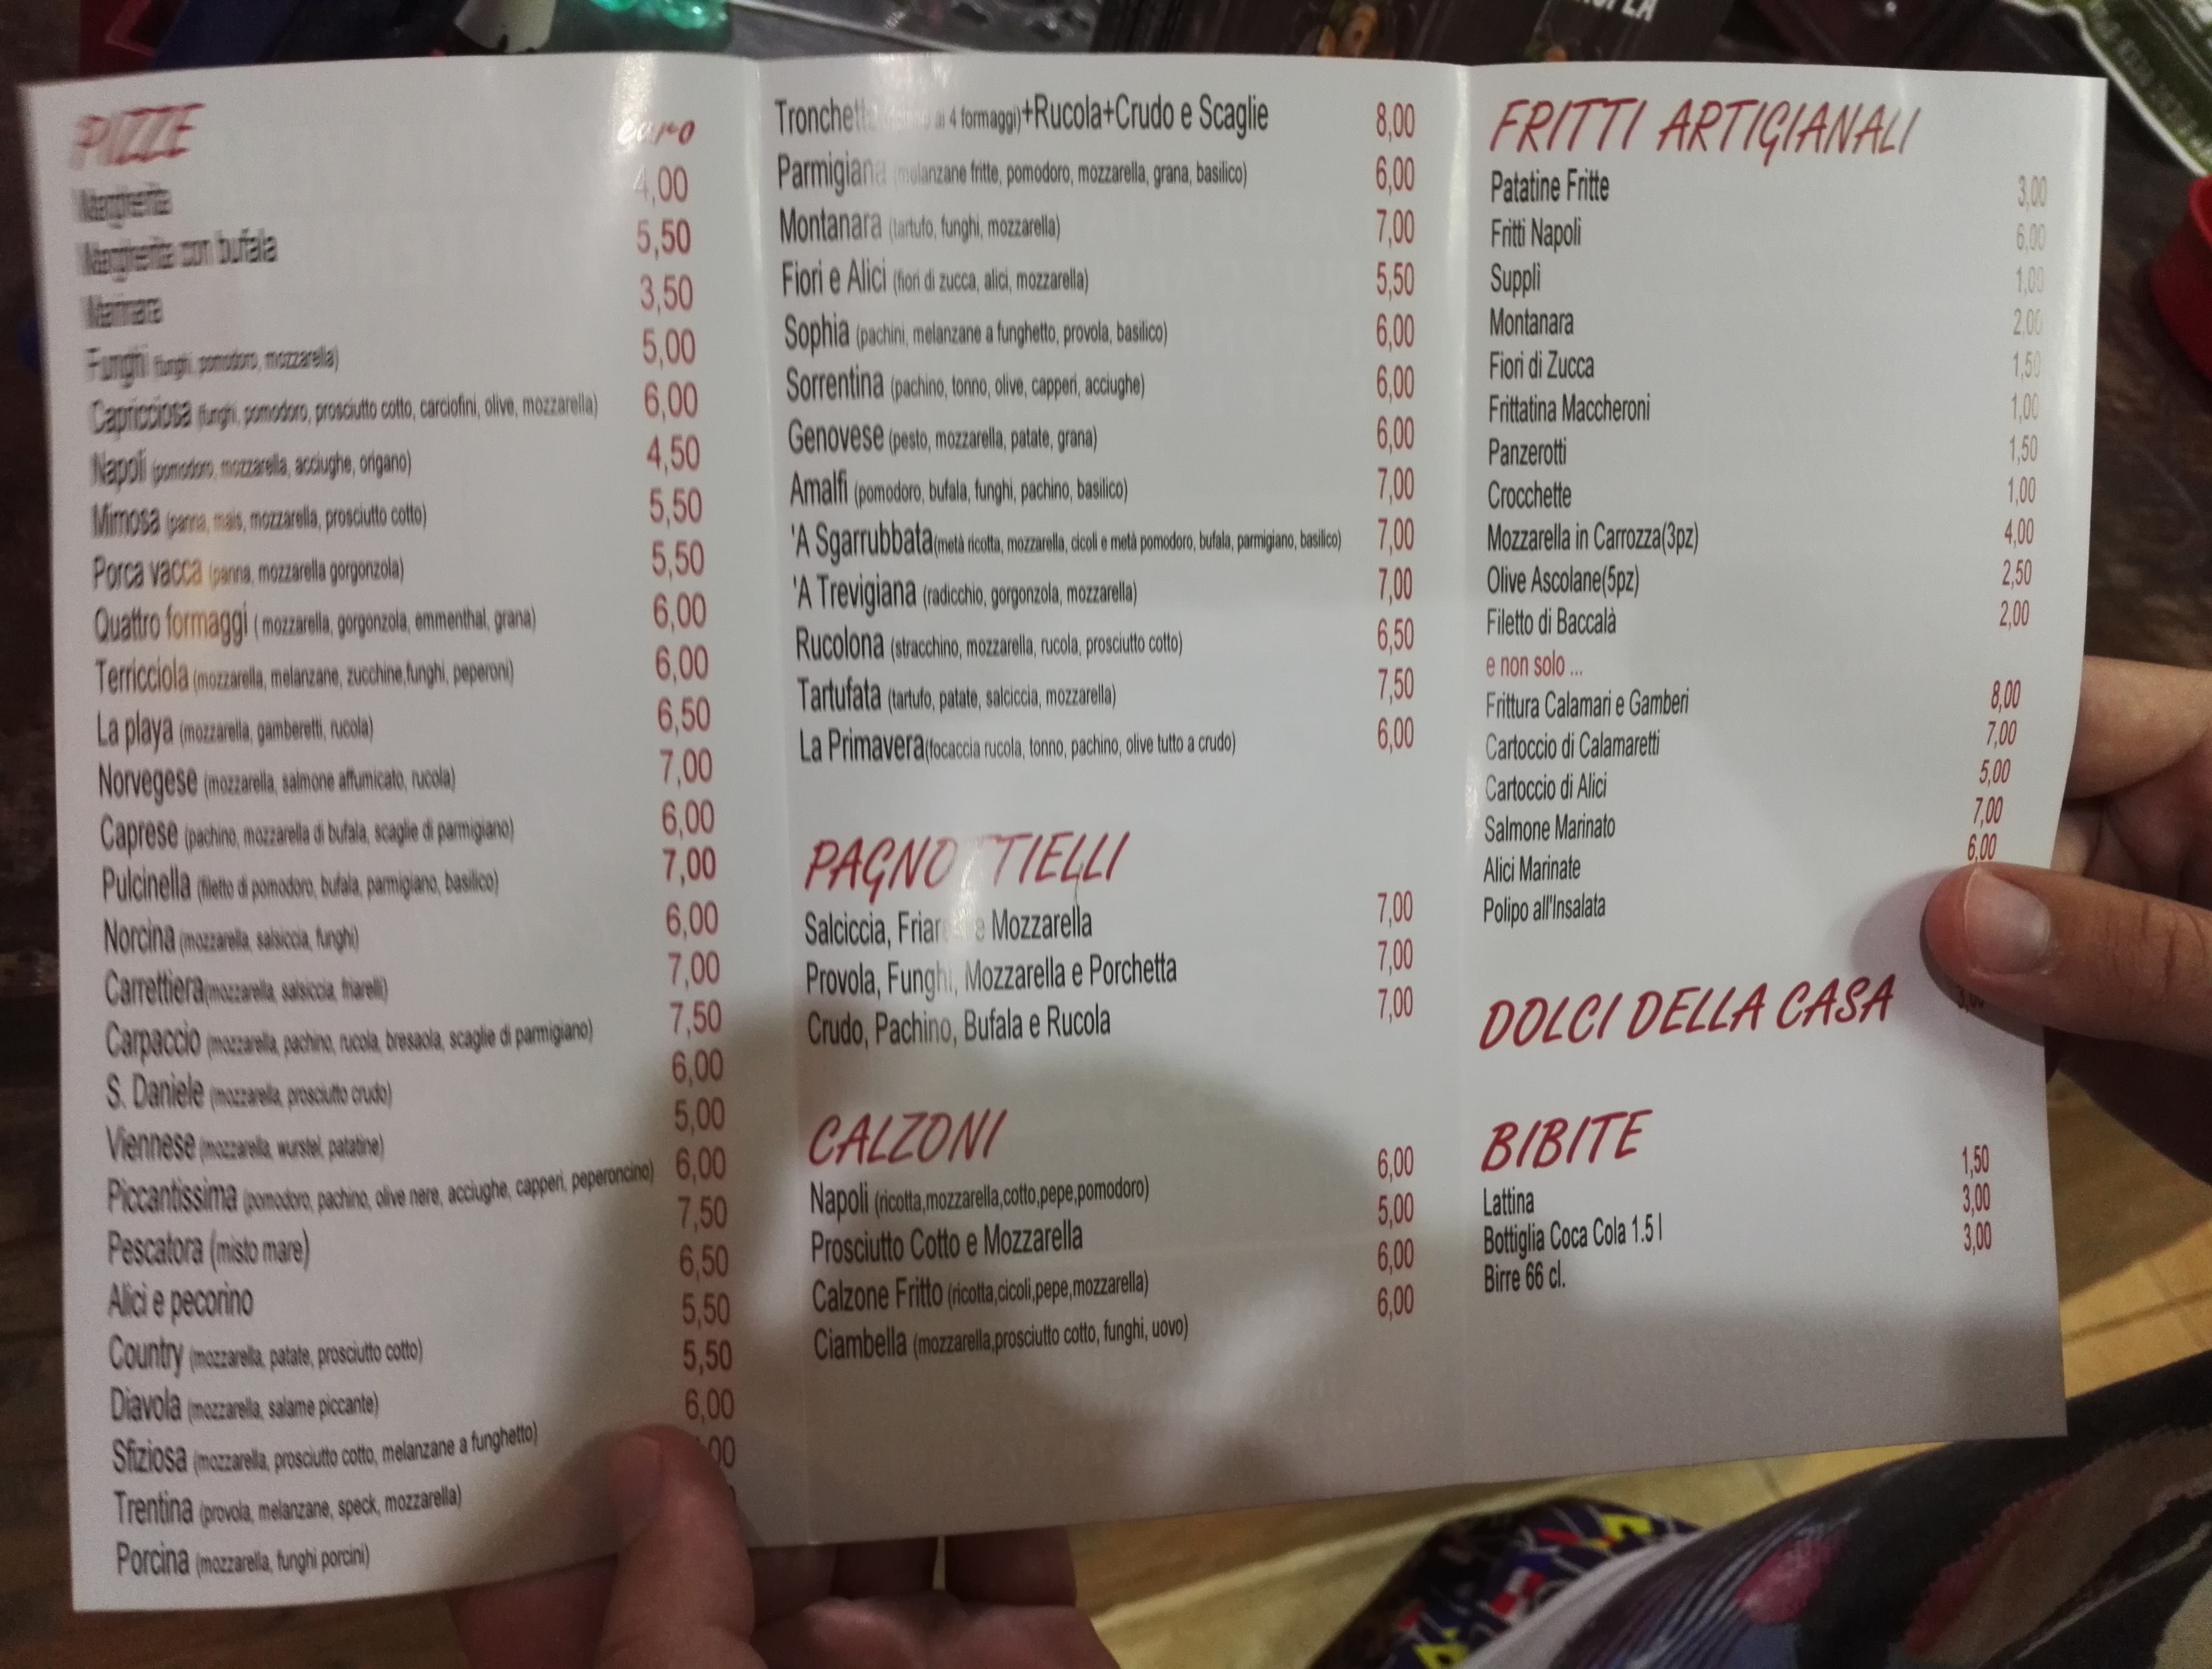 PIZZE euro
Margherita 4,00
Margherita con bufala 5,50
Marinara 3,50
Funghi (funghi, pomodoro, mozzarella) 5,00
Capricciosa (funghi, pomodoro, prosciutto cotto, carciofini, olive, mozzarella) 6,00
Napoli (pomodoro, mozzarella, acciughe, origano) 4,50
Mimosa (panna, mais, mozzarella, prosciutto cotto) 5,50
Porca vacca (panna, mozzarella gorgonzola) 5,50
Quattro formaggi ( mozzarella, gorgonzola, emmenthal, grana) 6,00
Terricciola (mozzarella, melanzane, zucchine,funghi, peperoni) 6,00
La playa (mozzarella, gamberetti, rucola) 6,50
Norvegese (mozzarella, salmone affumicato, rucola) 7,00
Caprese (pachino, mozzarella di bufala, scaglie di parmigiano) 6,00
Pulcinella (filetto di pomodoro, bufala, parmigiano, basilico) 7,00
Norcina (mozzarella, salsiccia, funghi) 6,00
Carrettiera(mozzarella, salsiccia, friarelli) 7,00
Carpaccio (mozzarella, pachino, rucola, bresaola, scaglie di parmigiano) 7,50
S. Daniele (mozzarella, prosciutto crudo) 6,00
Viennese (mozzarella, wurstel, patatine) 5,00
Piccantissima (pomodoro, pachino, olive nere, acciughe, capperi, peperoncino) 6,00
Pescatora (misto mare) 7,50
Alici e pecorino 6,50
Country (mozzarella, patate, prosciutto cotto) 5,50
Diavola (mozzarella, salame piccante) 5,50
Sfiziosa (mozzarella, prosciutto cotto, melanzane a funghetto) 6,00
Trentina (provola, melanzane, speck, mozzarella)
Porcina (mozzarella, funghi porcini)
ai 4 formaggi)+Rucola+Crudo e Scaglie 8,00
Parmigiana (melanzane fritte, pomodoro, mozzarella, grana, basilico) 6,00
Montanara (tartufo, funghi, mozzarella) 7,00
Fiori e Alici (fiori di zucca, alici, mozzarella) 5,50
Sophia (pachini, melanzane a funghetto, provola, basilico) 6,00
Sorrentina (pachino, tonno, olive, capperi, acciughe) 6,00
Genovese (pesto, mozzarella, patate, grana) 6,00
Amalfi (pomodoro, bufala, funghi, pachino, basilico) 7,00
'A Sgarrubbata(metà ricotta, mozzarella, cicoli e metà pomodoro, bufala, parmigiano, basilico) 7,00
'A Trevigiana (radicchio, gorgonzola, mozzarella) 7,00
Rucolona (stracchino, mozzarella, rucola, prosciutto cotto) 6,50
Tartufata (tartufo, patate, salciccia, mozzarella) 7,50
La Primavera(focaccia rucola, tonno, pachino, olive tutto a crudo) 6,00
PAGNOTTIELLI
Salciccia, e Mozzarella 7,00
Provola, Funghi, Mozzarella e Porchetta 7,00
Crudo, Pachino, Bufala e Rucola 7,00
CALZONI
Napoli (ricotta,mozzarella,cotto,pepe,pomodoro) 6,00
Prosciutto Cotto e Mozzarella 5,00
Calzone Fritto (ricotta,cicoli,pepe,mozzarella) 6,00
Ciambella (mozzarella,prosciutto cotto, funghi, uovo) 6,00
FRITTI ARTIGIANALI
Patatine Fritte 3,00
Fritti Napoli 6,00
Supplì 1,00
Montanara 2,00
Fiori di Zucca 1,50
Frittatina Maccheroni 1,00
Panzerotti 1,50
Crocchette 1,00
Mozzarella in Carrozza(3pz) 4,00
Olive Ascolane(5pz) 2,50
Filetto di Baccalà 2,00
e non solo ...
Frittura Calamari e Gamberi 8,00
Cartoccio di Calamaretti 7,00
Cartoccio di Alici 5,00
Salmone Marinato 7,00
Alici Marinate 6,00
Polipo all'Insalata
DOLCI DELLA CASA 3,00
BIBITE
Lattina 1,50
Bottiglia Coca Cola 1.5 l 3,00
Birre 66 cl. 3,00